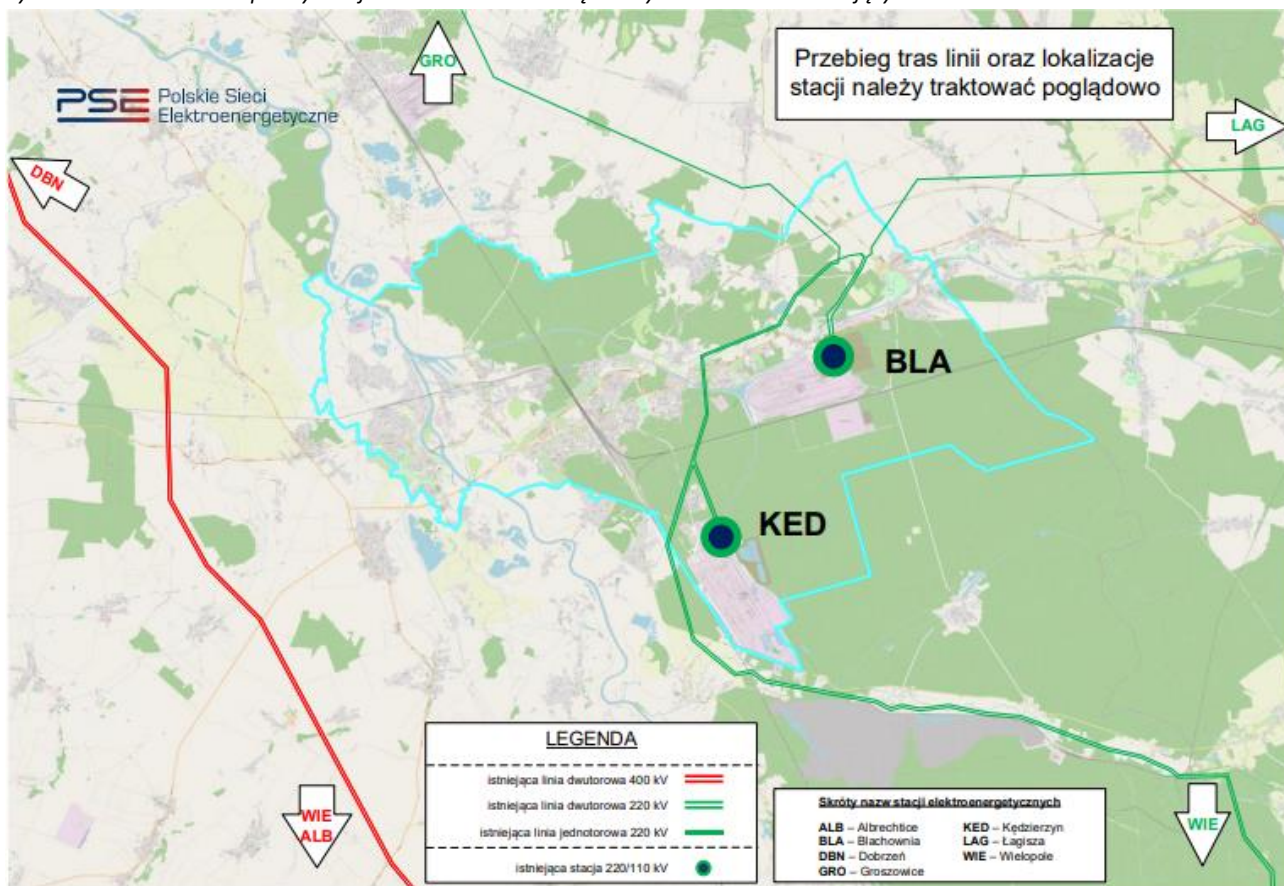 GRO
PSE Polskie Sieci
Elektroenergetyczne
Przebieg tras linii oraz lokalizacje
stacji należy traktować poglądowo
LAG
DBN
BLA
KED
WIE
ALB
LEGENDA
istniejąca linia dwutorowa 400 kV
istniejąca linia dwutorowa 220 kV
istniejąca linia jednotorowa 220 kV
istniejąca stacja 220/110 kV
Skróty nazw stacji elektroenergetycznych
ALB – Albrechtice KED – Kędzierzyn
BLA – Blachownia LAG – Łagisza
DBN – Dobrzeń WIE – Wielopole
GRO – Groszowice
WIE